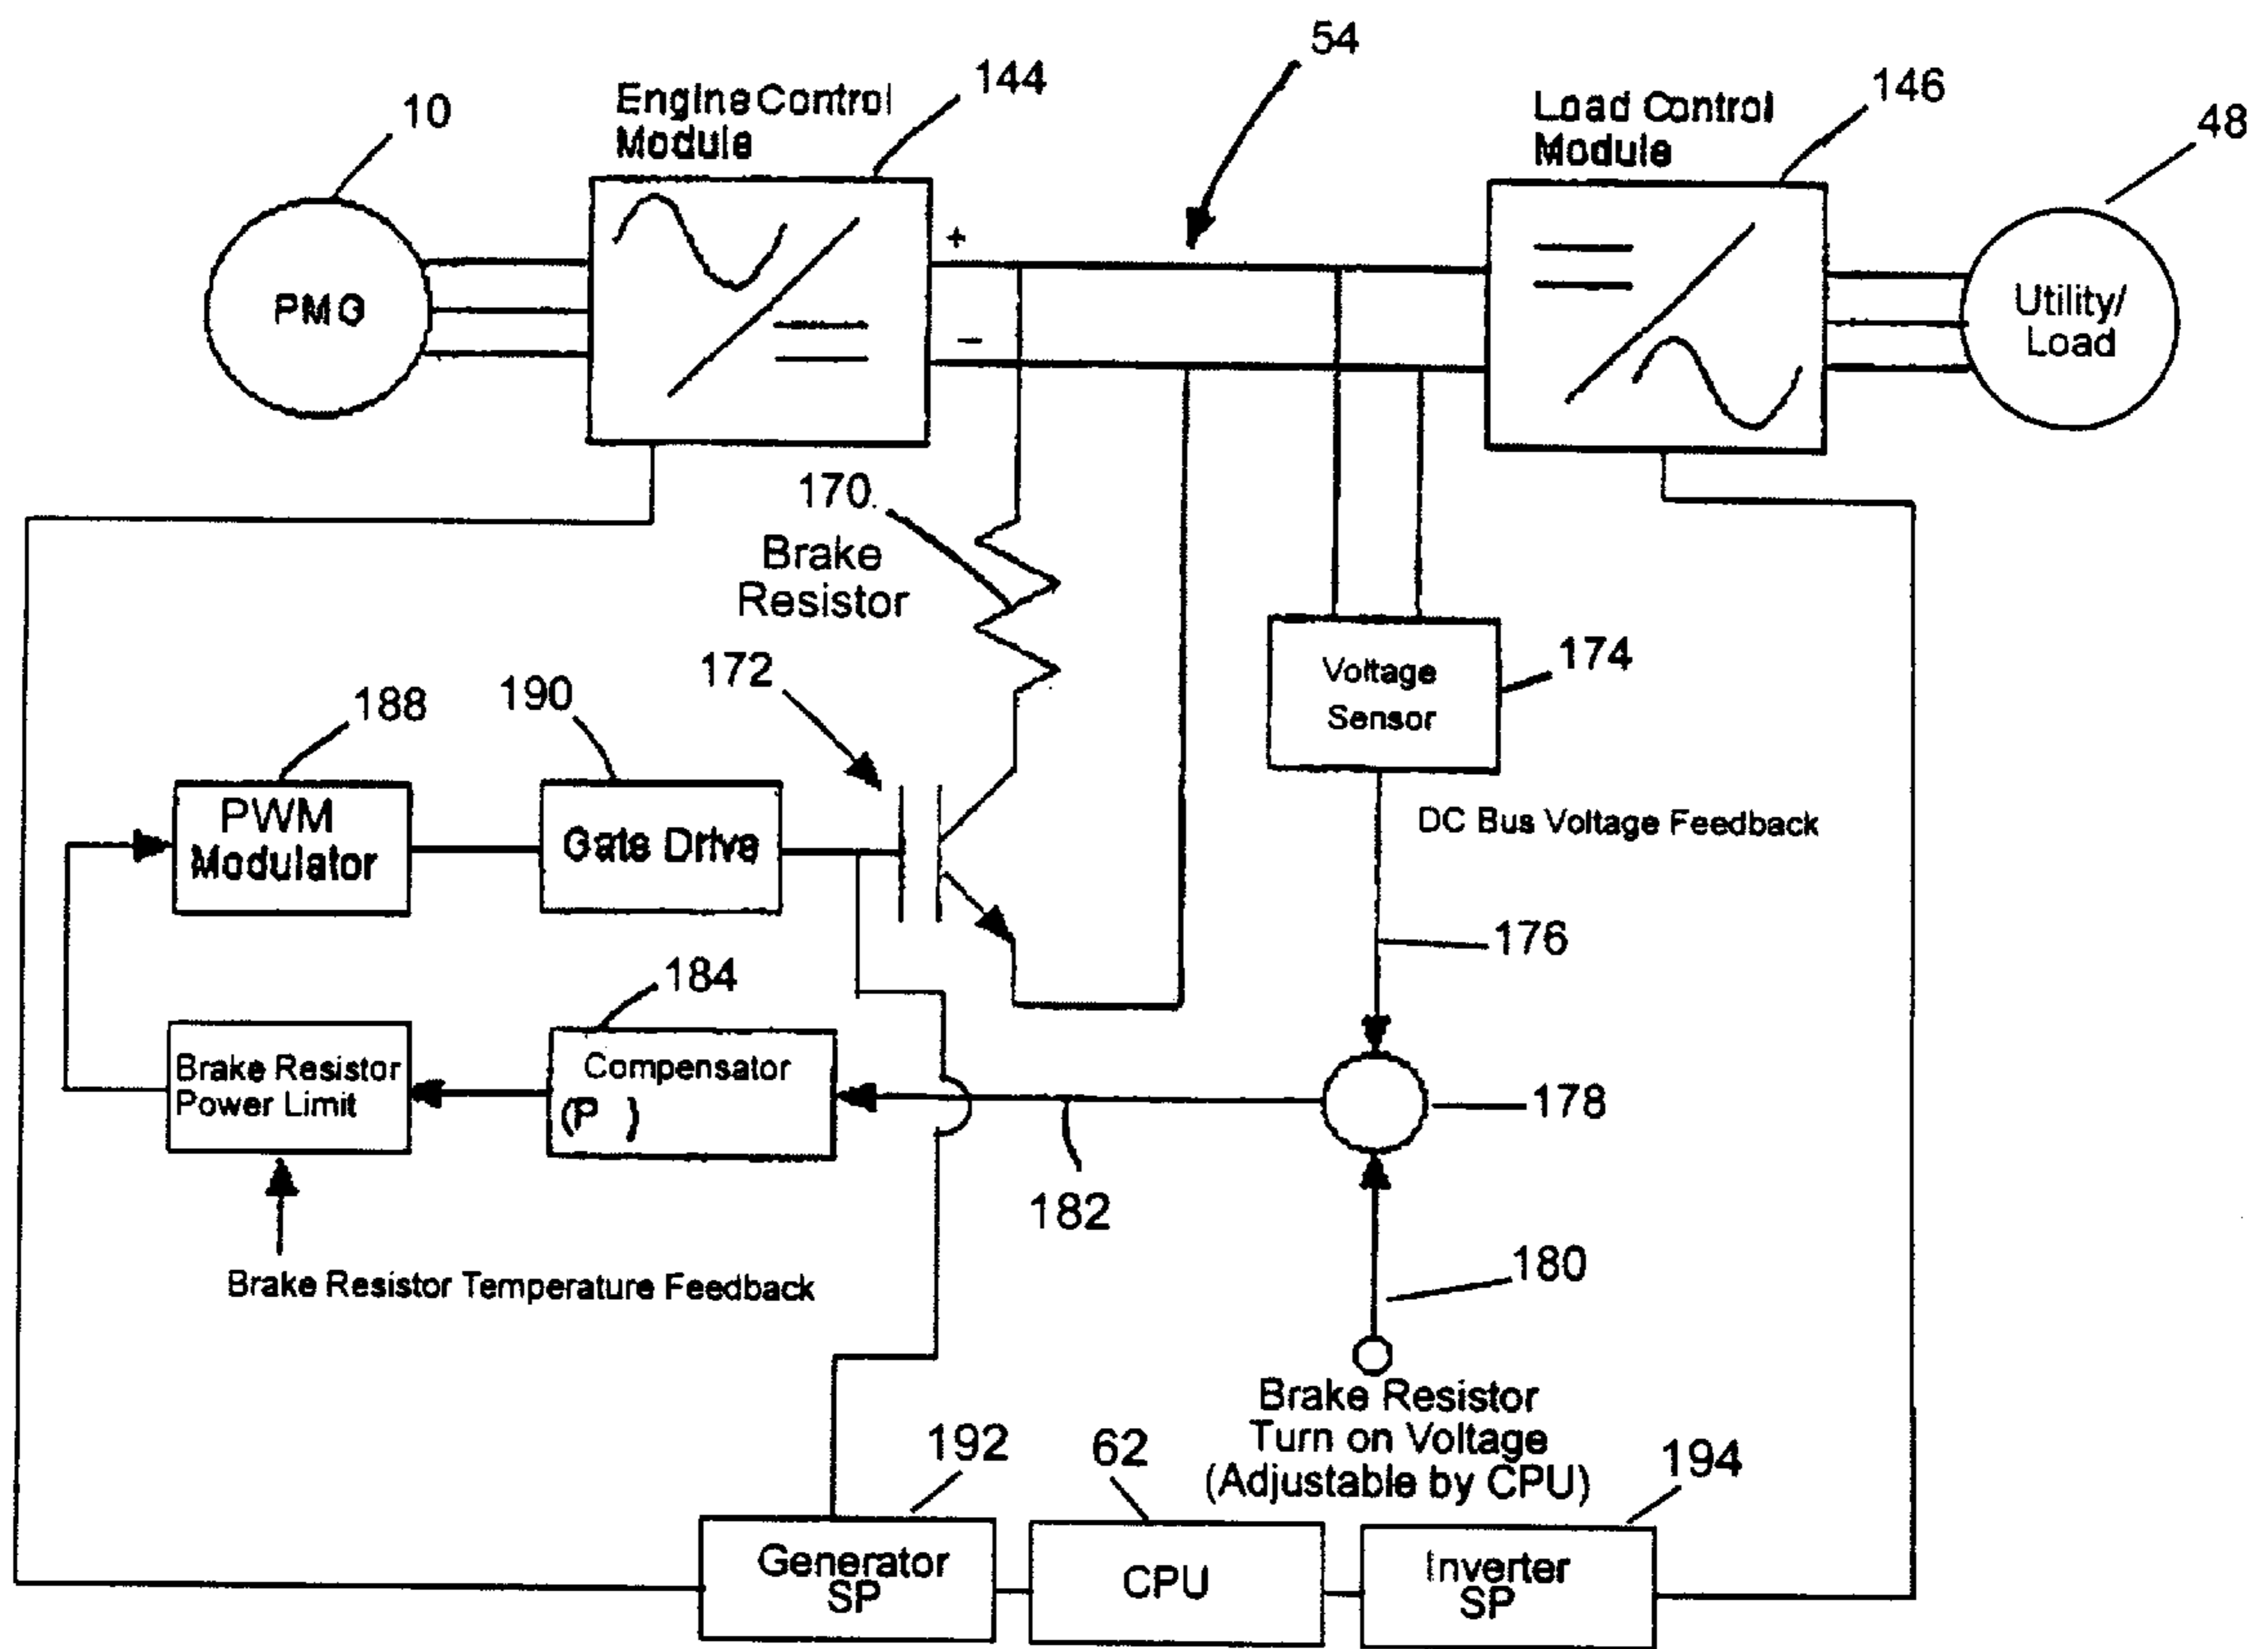 54
10
Engine Control
Module
144
Load Control
Module
146
48
PMG
+
−
Utility/
Load
170.
Brake
Resistor
172
Voltage
Sensor
174
188
190
PWM
Modulator
Gate Drive
DC Bus Voltage Feedback
176
184
Brake Resistor
Power Limit
Compensator
(P )
178
182
180
Brake Resistor Temperature Feedback
Brake Resistor
Turn on Voltage
(Adjustable by CPU)
192
62
194
Generator
SP
CPU
Inverter
SP